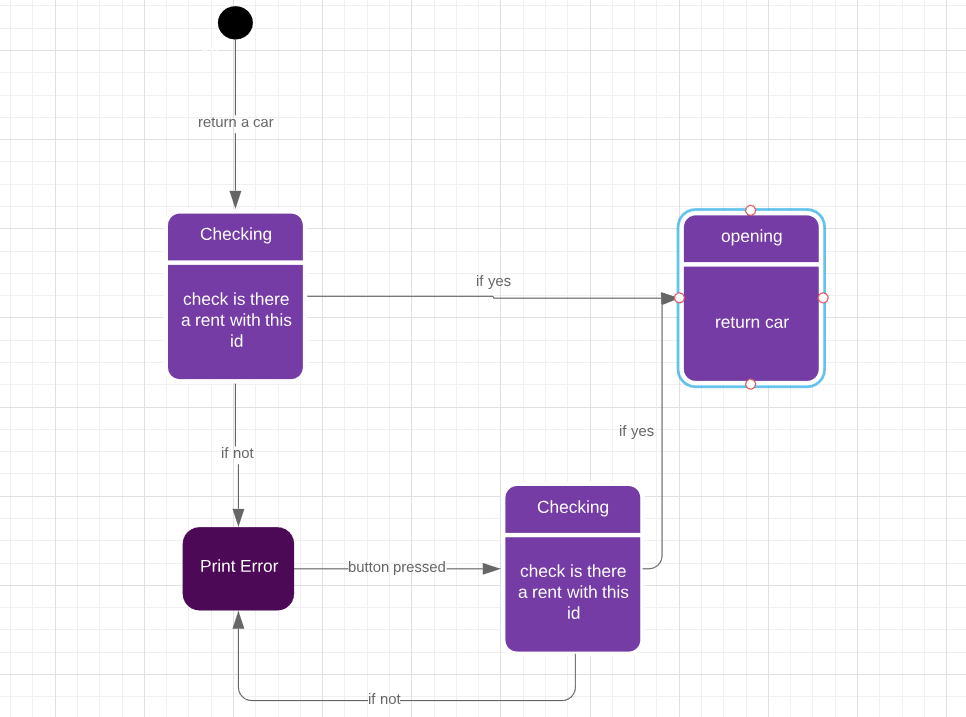 return a car
Checking
check is there
a rent with this
id
if yes
opening
return car
if not
if yes
Print Error
button pressed
Checking
check is there
a rent with this
id
if not